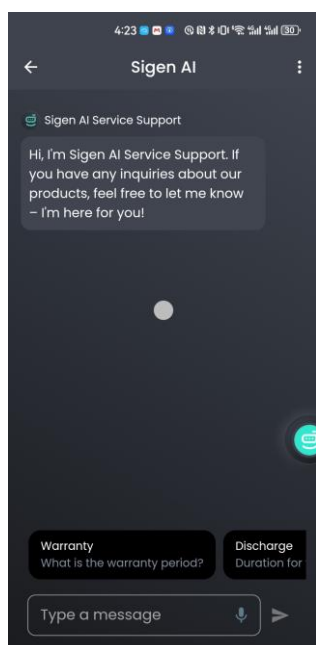 4:23
30
Sigen AI
Sigen AI Service Support
Hi, I'm Sigen AI Service Support. If
you have any inquiries about our
products, feel free to let me know
– I'm here for you!
Warranty
What is the warranty period?
Discharge
Duration for
Type a message